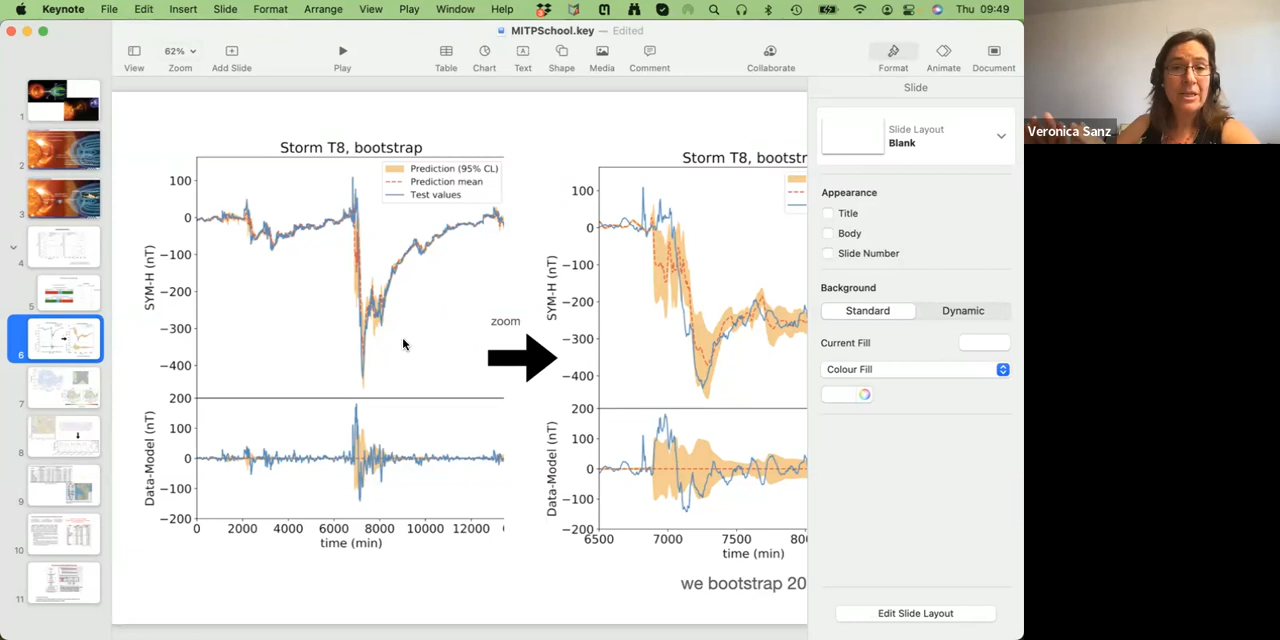 Keynote File Edit Insert Slide Format Arrange View Play Window Help Thu 09:49
MITPSchool.key — Edited
62%
View Zoom Add Slide Play Table Chart Text Shape Media Comment Collaborate Format Animate Document
Slide
Slide Layout
Blank
Appearance
Title
Body
Slide Number
Background
Standard Dynamic
Current Fill
Colour Fill
Edit Slide Layout
Veronica Sanz
1
2
3
4
5
6
7
8
9
10
11
Storm T8, bootstrap
Prediction (95% CL)
Prediction mean
Test values
SYM-H (nT)
100
0
−100
−200
−300
−400
Data-Model (nT)
200
100
0
−100
−200
0 2000 4000 6000 8000 10000 12000
time (min)
zoom
Storm T8, bootstr
SYM-H (nT)
100
0
−100
−200
−300
−400
Data-Model (nT)
200
100
0
−100
−200
6500 7000 7500 80
time (min)
we bootstrap 20